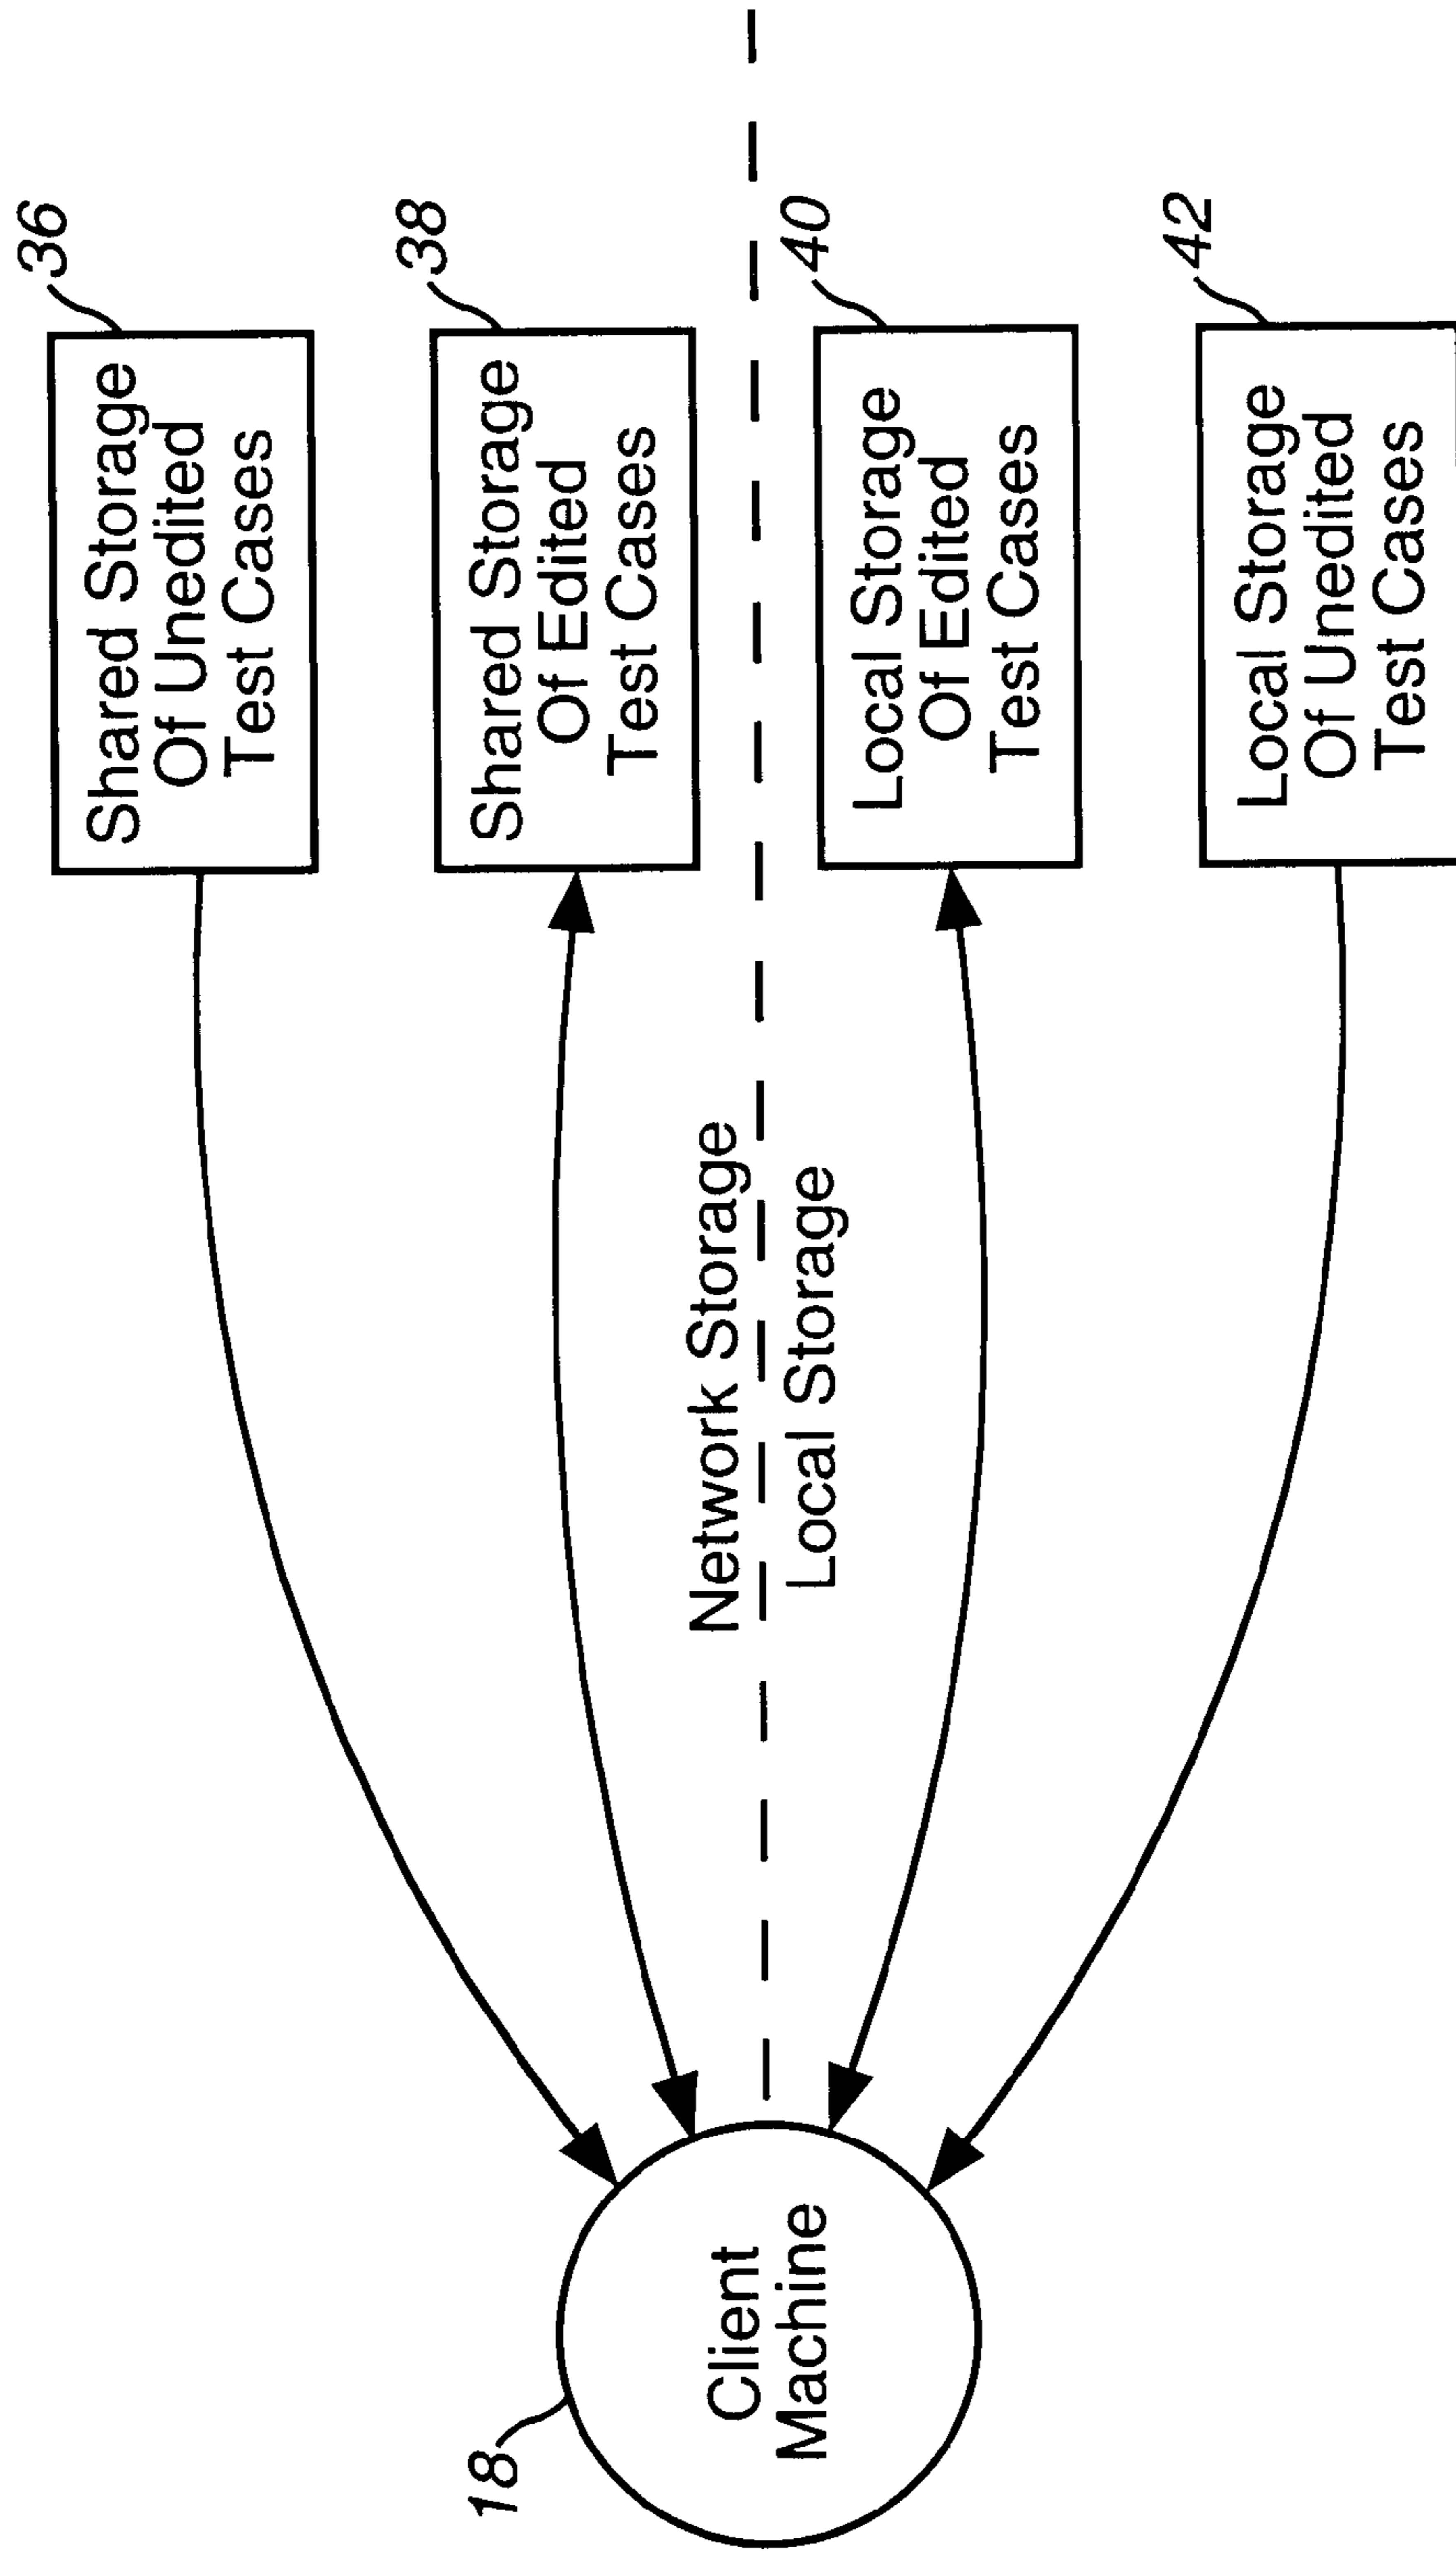 36
Shared Storage
Of Unedited
Test Cases
38
Shared Storage
Of Edited
Test Cases
Network Storage
Local Storage
40
Local Storage
Of Edited
Test Cases
42
Local Storage
Of Unedited
Test Cases
18
Client
Machine